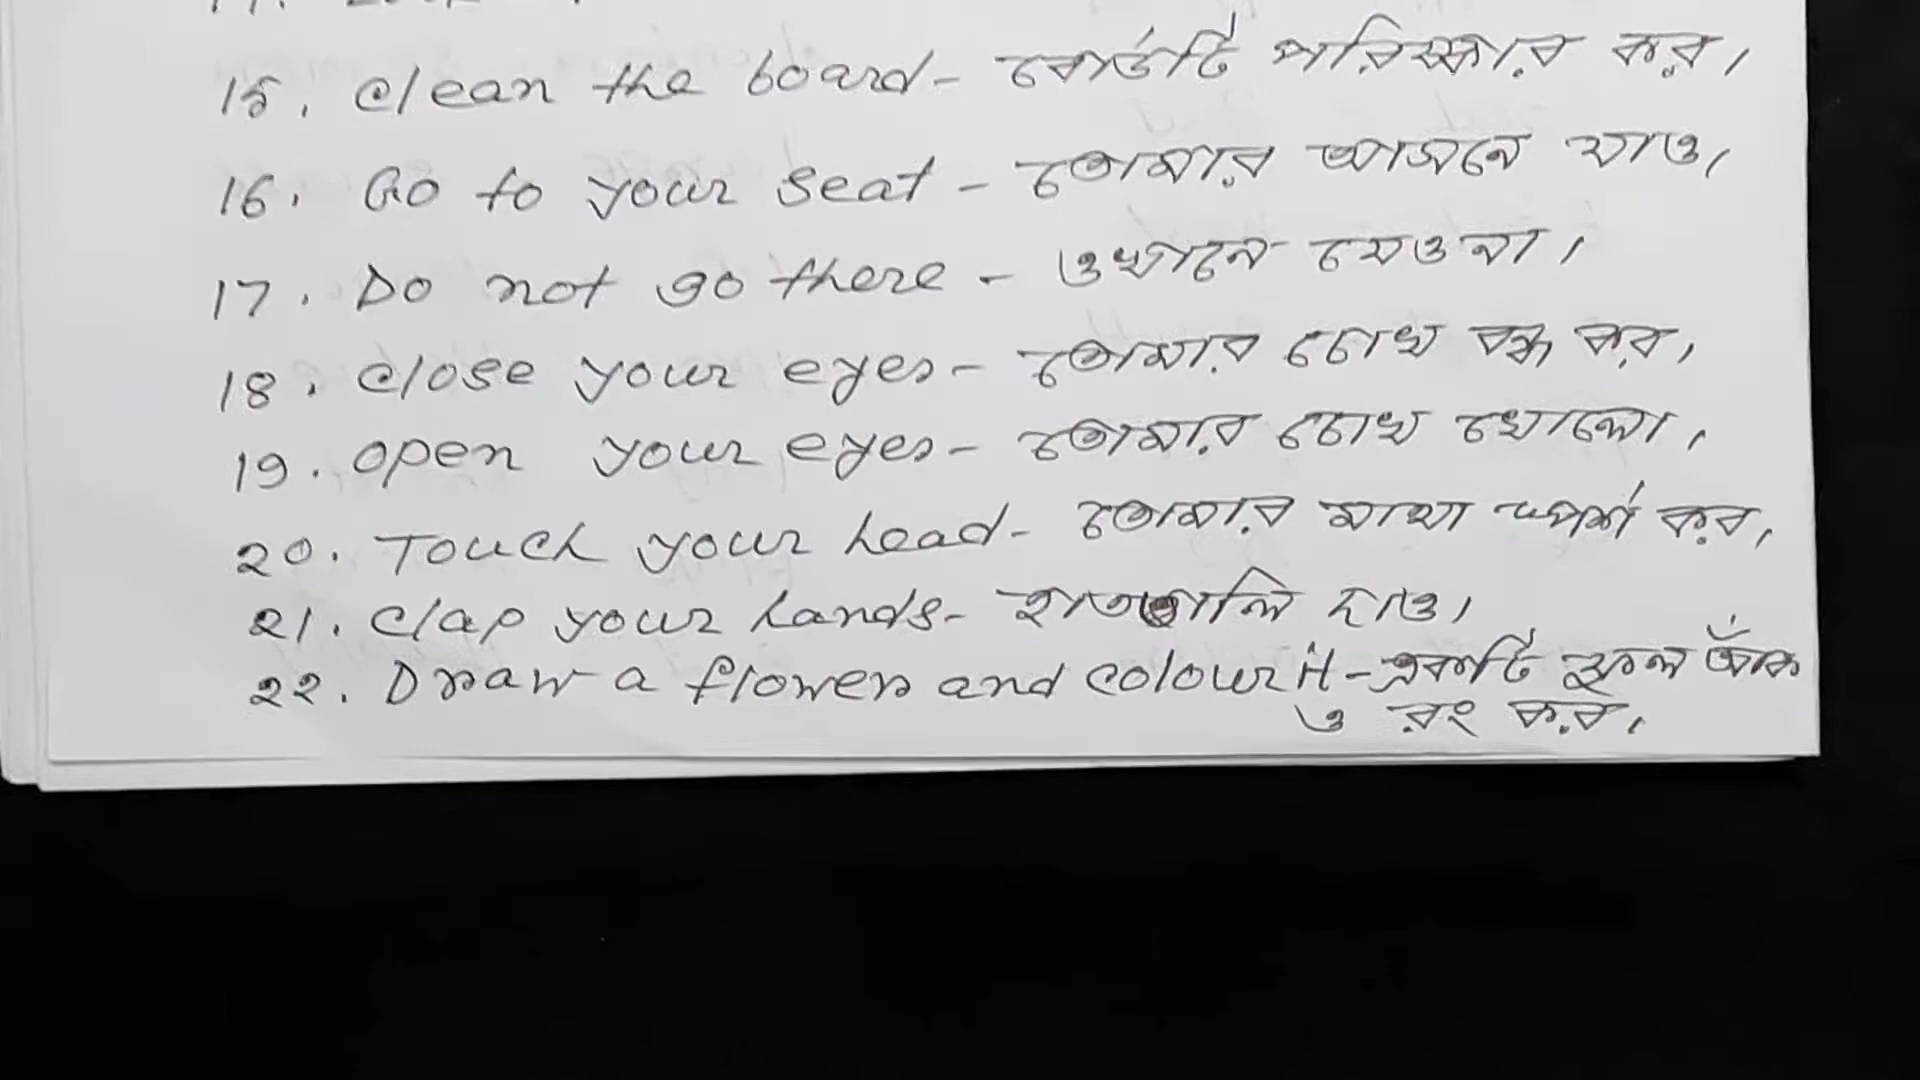 15. Clean the board - বোর্ডটি পরিস্কার কর।
16. Go to your seat - তোমার আসনে যাও।
17. Do not go there - ওখানে যেওনা।
18. Close your eyes - তোমার চোখ বন্ধ কর।
19. Open your eyes - তোমার চোখ খোলো।
20. Touch your head - তোমার মাথা স্পর্শ কর।
21. Clap your hands - হাততালি দাও।
22. Draw a flower and colour it - একটি ফুল আঁক
ও রং কর।